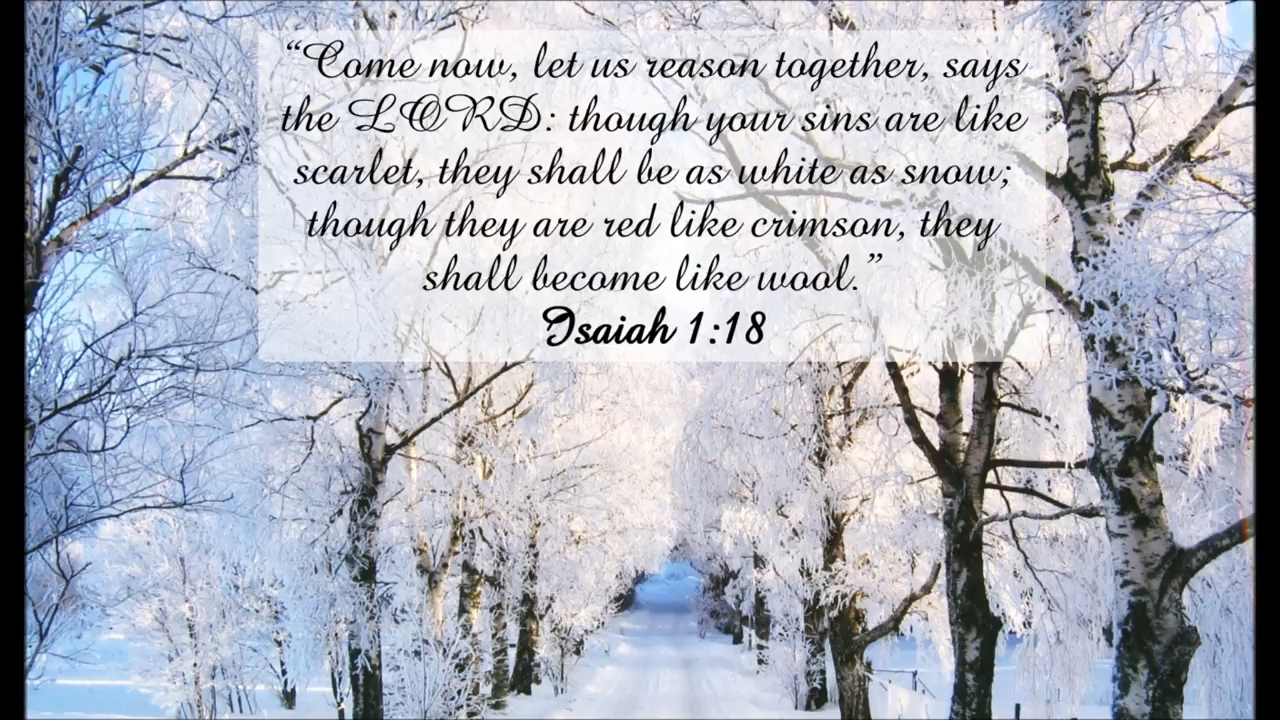 “Come now, let us reason together, says
the LORD: though your sins are like
scarlet, they shall be as white as snow;
though they are red like crimson, they
shall become like wool.”
Isaiah 1:18